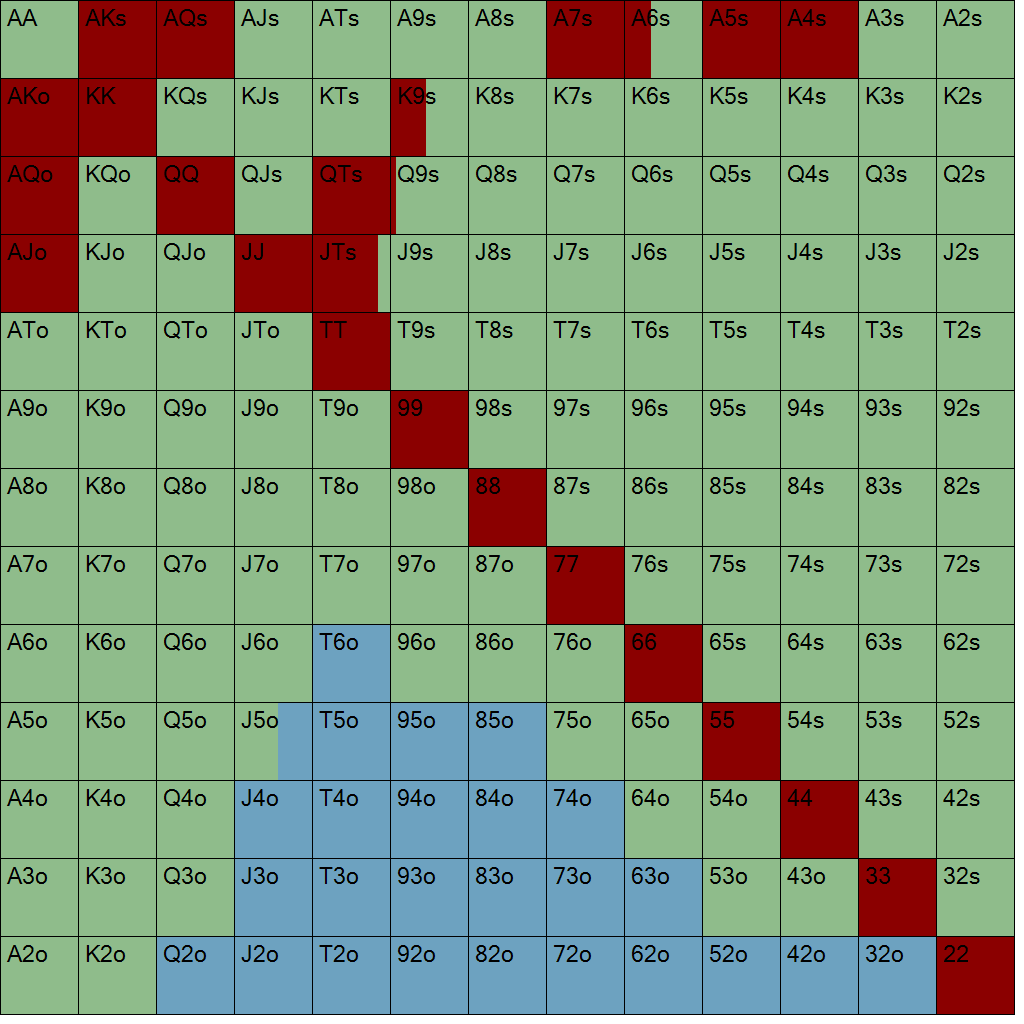 AA AKs AQs AJs ATs A9s A8s A7s A6s A5s A4s A3s A2s
AKo KK KQs KJs KTs K9s K8s K7s K6s K5s K4s K3s K2s
AQo KQo QQ QJs QTs Q9s Q8s Q7s Q6s Q5s Q4s Q3s Q2s
AJo KJo QJo JJ JTs J9s J8s J7s J6s J5s J4s J3s J2s
ATo KTo QTo JTo TT T9s T8s T7s T6s T5s T4s T3s T2s
A9o K9o Q9o J9o T9o 99 98s 97s 96s 95s 94s 93s 92s
A8o K8o Q8o J8o T8o 98o 88 87s 86s 85s 84s 83s 82s
A7o K7o Q7o J7o T7o 97o 87o 77 76s 75s 74s 73s 72s
A6o K6o Q6o J6o T6o 96o 86o 76o 66 65s 64s 63s 62s
A5o K5o Q5o J5o T5o 95o 85o 75o 65o 55 54s 53s 52s
A4o K4o Q4o J4o T4o 94o 84o 74o 64o 54o 44 43s 42s
A3o K3o Q3o J3o T3o 93o 83o 73o 63o 53o 43o 33 32s
A2o K2o Q2o J2o T2o 92o 82o 72o 62o 52o 42o 32o 22